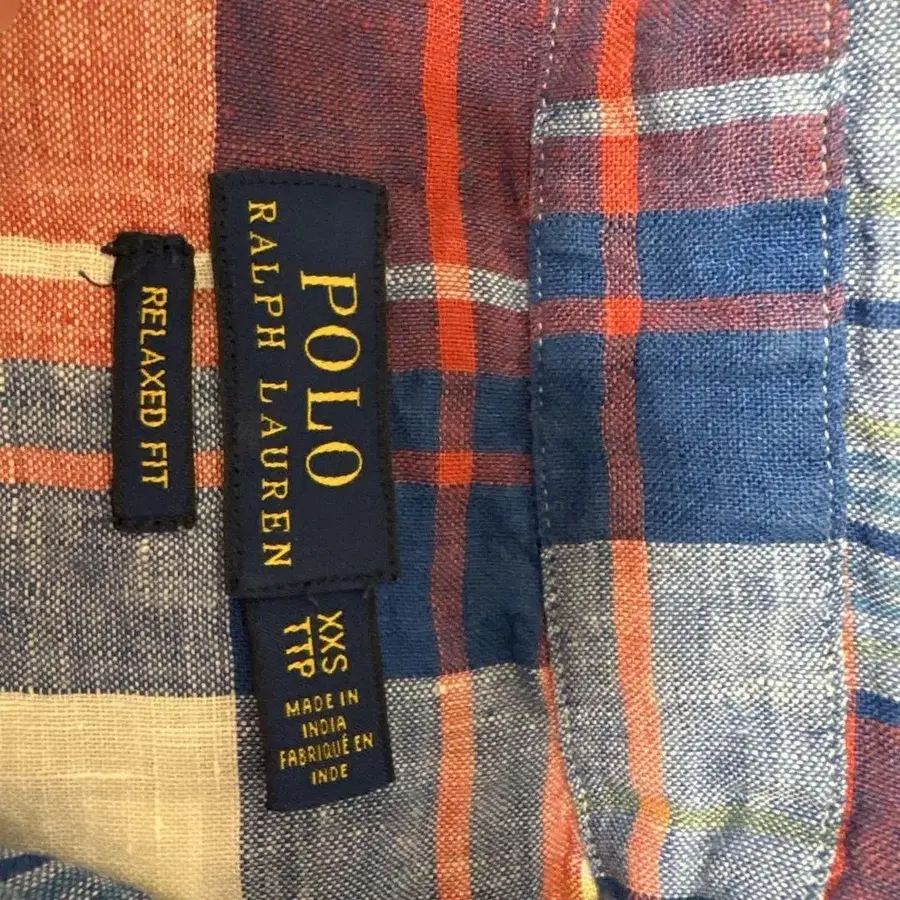 POLO
RALPH LAUREN
RELAXED FIT
XXS
TTP
MADE IN
INDIA
FABRIQUÉ EN
INDE